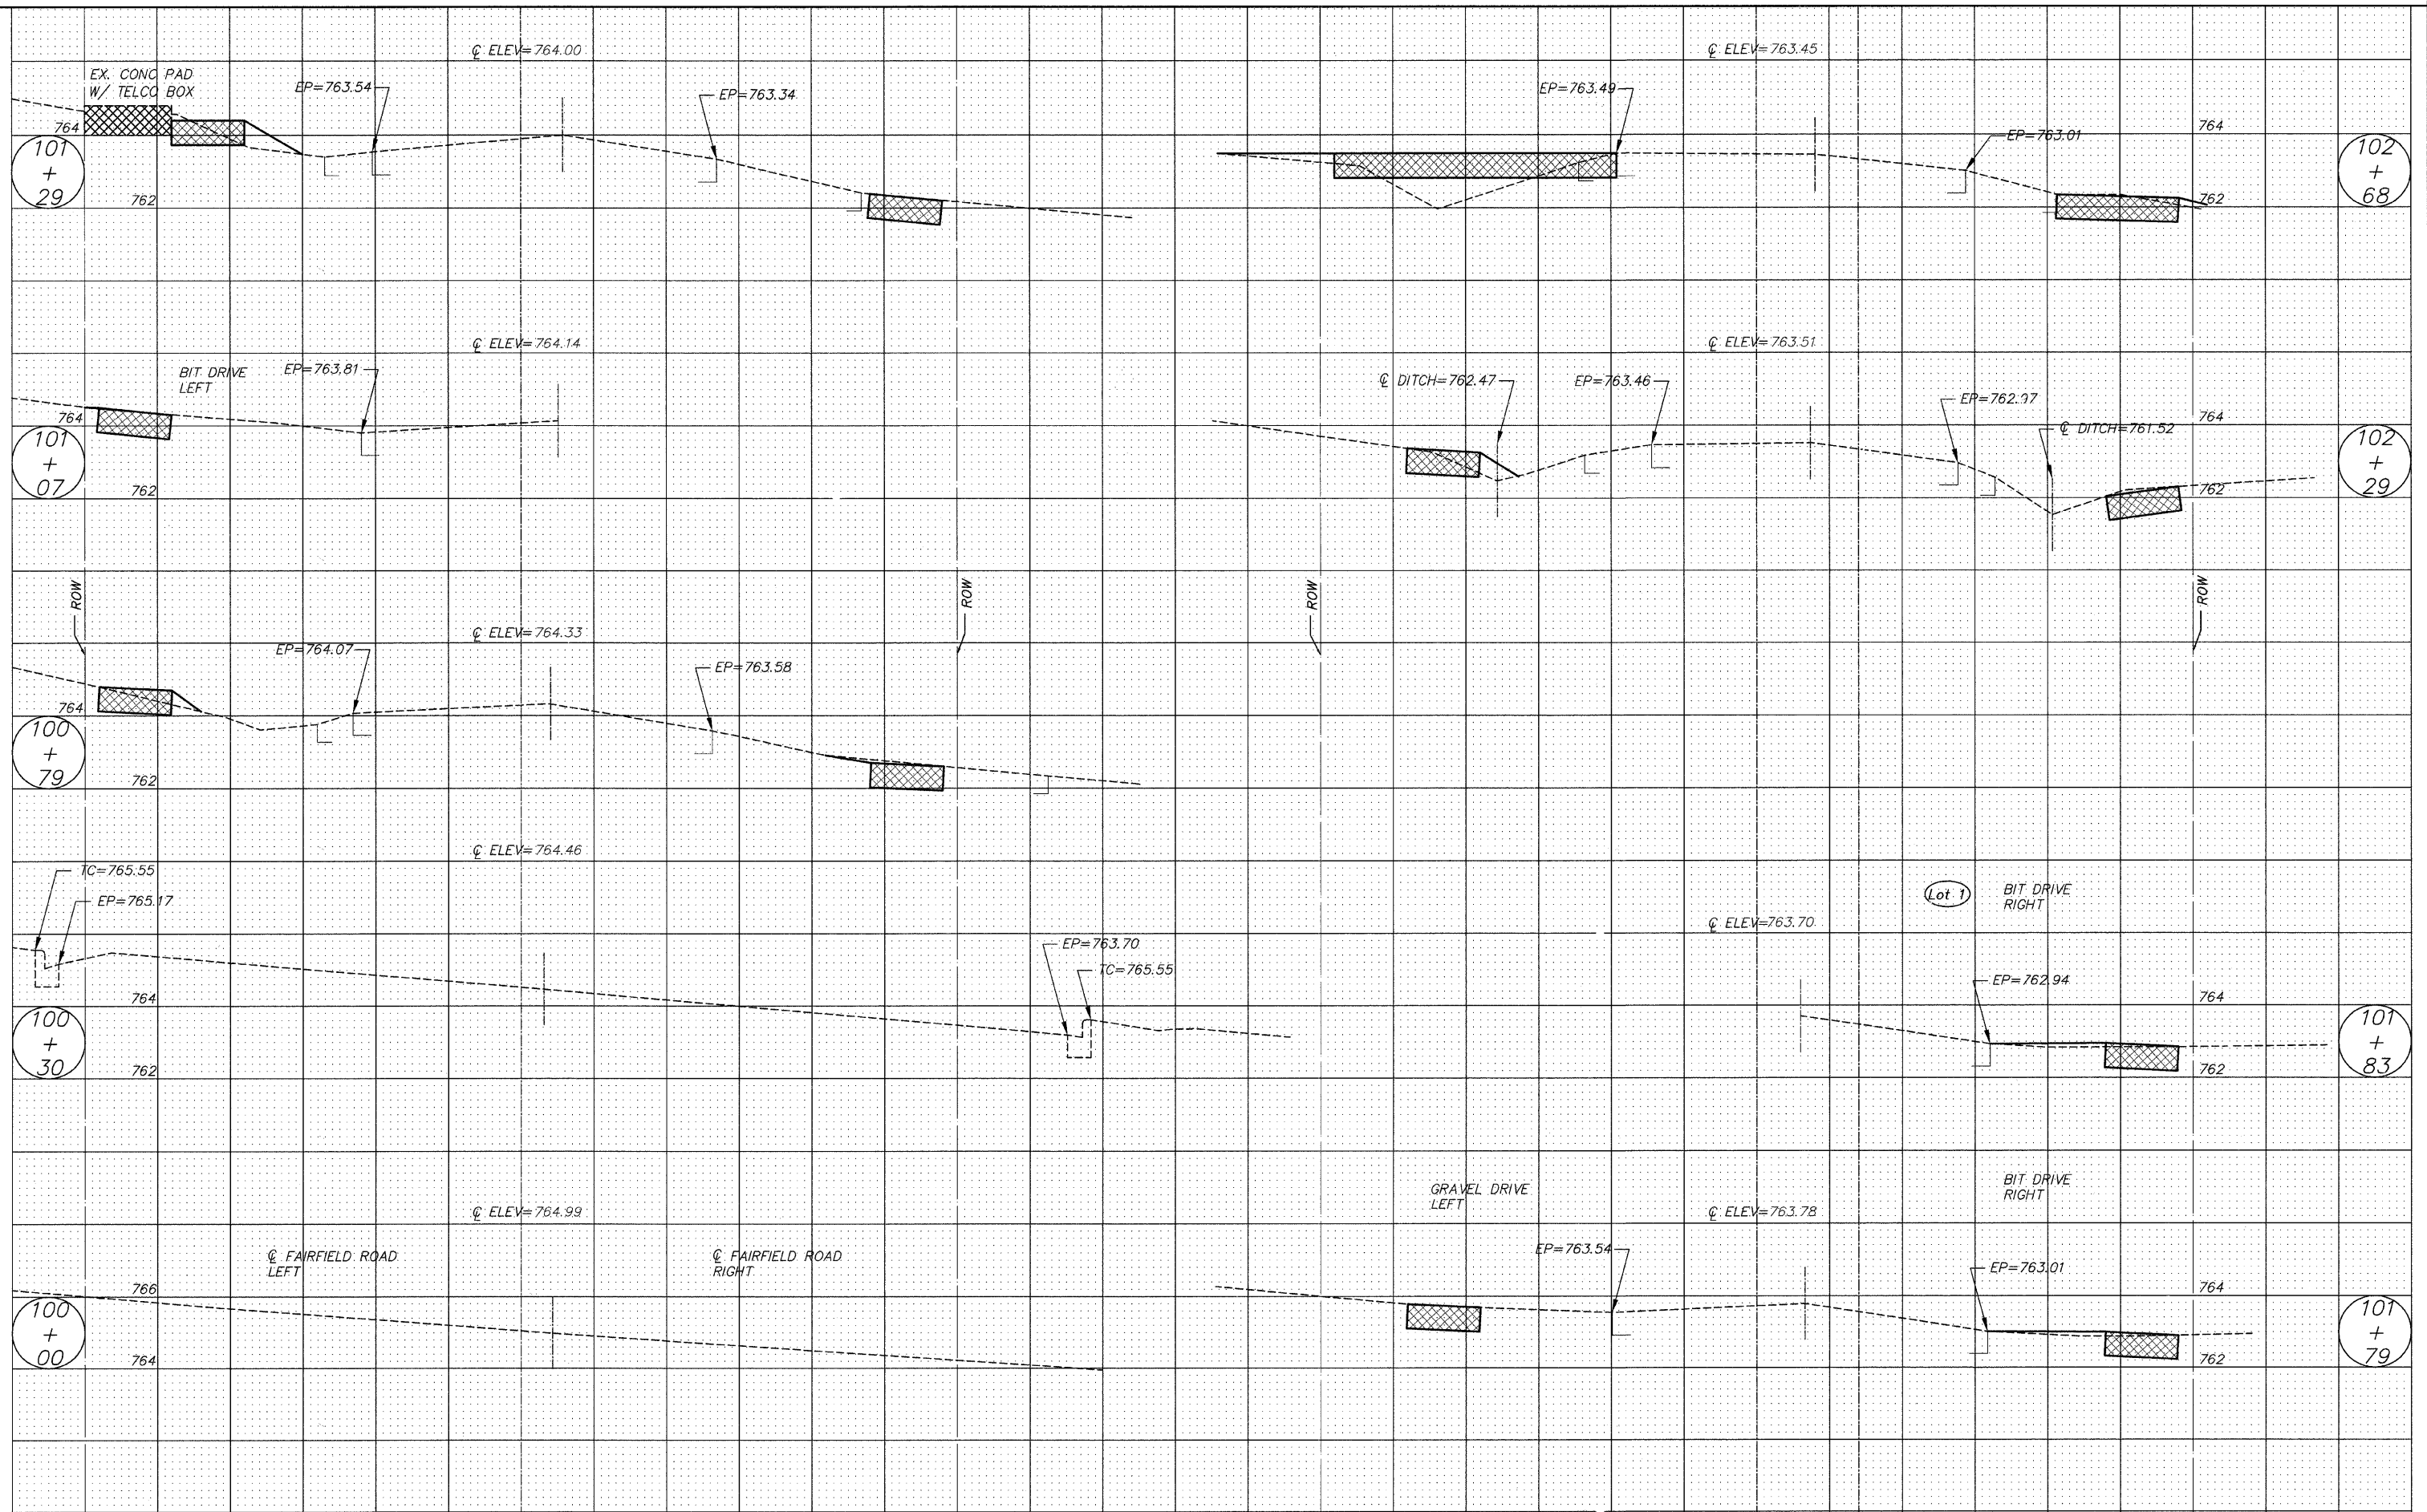 ℄ ELEV=764.00
EX. CONC PAD
W/ TELCO BOX
EP=763.54
EP=763.34
764
101
+
29
762
℄ ELEV=764.14
BIT DRIVE
LEFT
EP=763.81
764
101
+
07
762
ROW
ROW
℄ ELEV=764.33
EP=764.07
EP=763.58
764
100
+
79
762
℄ ELEV=764.46
TC=765.55
EP=765.17
EP=763.70
TC=765.55
764
100
+
30
762
℄ ELEV=764.99
℄ FAIRFIELD ROAD
LEFT
℄ FAIRFIELD ROAD
RIGHT
766
100
+
00
764
℄ ELEV=763.45
EP=763.49
EP=763.01
764
102
+
68
762
℄ ELEV=763.51
℄ DITCH=762.47
EP=763.46
EP=762.97
℄ DITCH=761.52
764
102
+
29
762
ROW
ROW
Lot 1
BIT DRIVE
RIGHT
℄ ELEV=763.70
EP=762.94
764
101
+
83
762
GRAVEL DRIVE
LEFT
BIT DRIVE
RIGHT
℄ ELEV=763.78
EP=763.54
EP=763.01
764
101
+
79
762